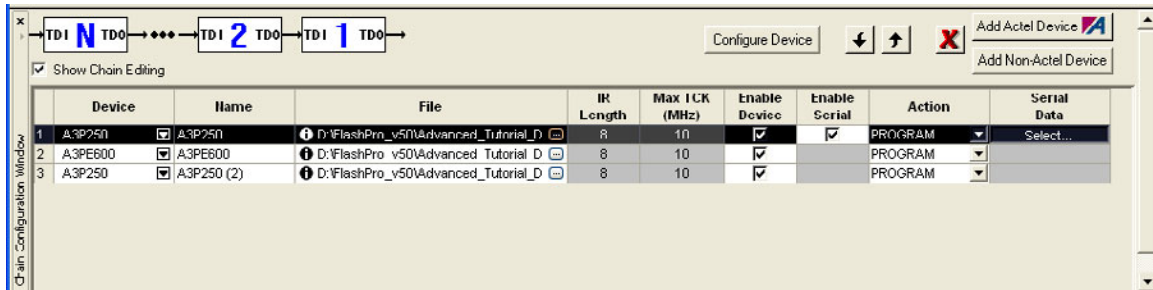 TDI N TDO TDI 2 TDO TDI 1 TDO
Configure Device
Add Actel Device
Add Non-Actel Device
Show Chain Editing
Device Name File IR Length Max TCK (MHz) Enable Device Enable Serial Action Serial Data
1 A3P250 A3P250 D:\FlashPro_v50\Advanced_Tutorial_D ... 8 10 PROGRAM Select...
2 A3PE600 A3PE600 D:\FlashPro_v50\Advanced_Tutorial_D ... 8 10 PROGRAM
3 A3P250 A3P250 (2) D:\FlashPro_v50\Advanced_Tutorial_D ... 8 10 PROGRAM
Chain Configuration Window